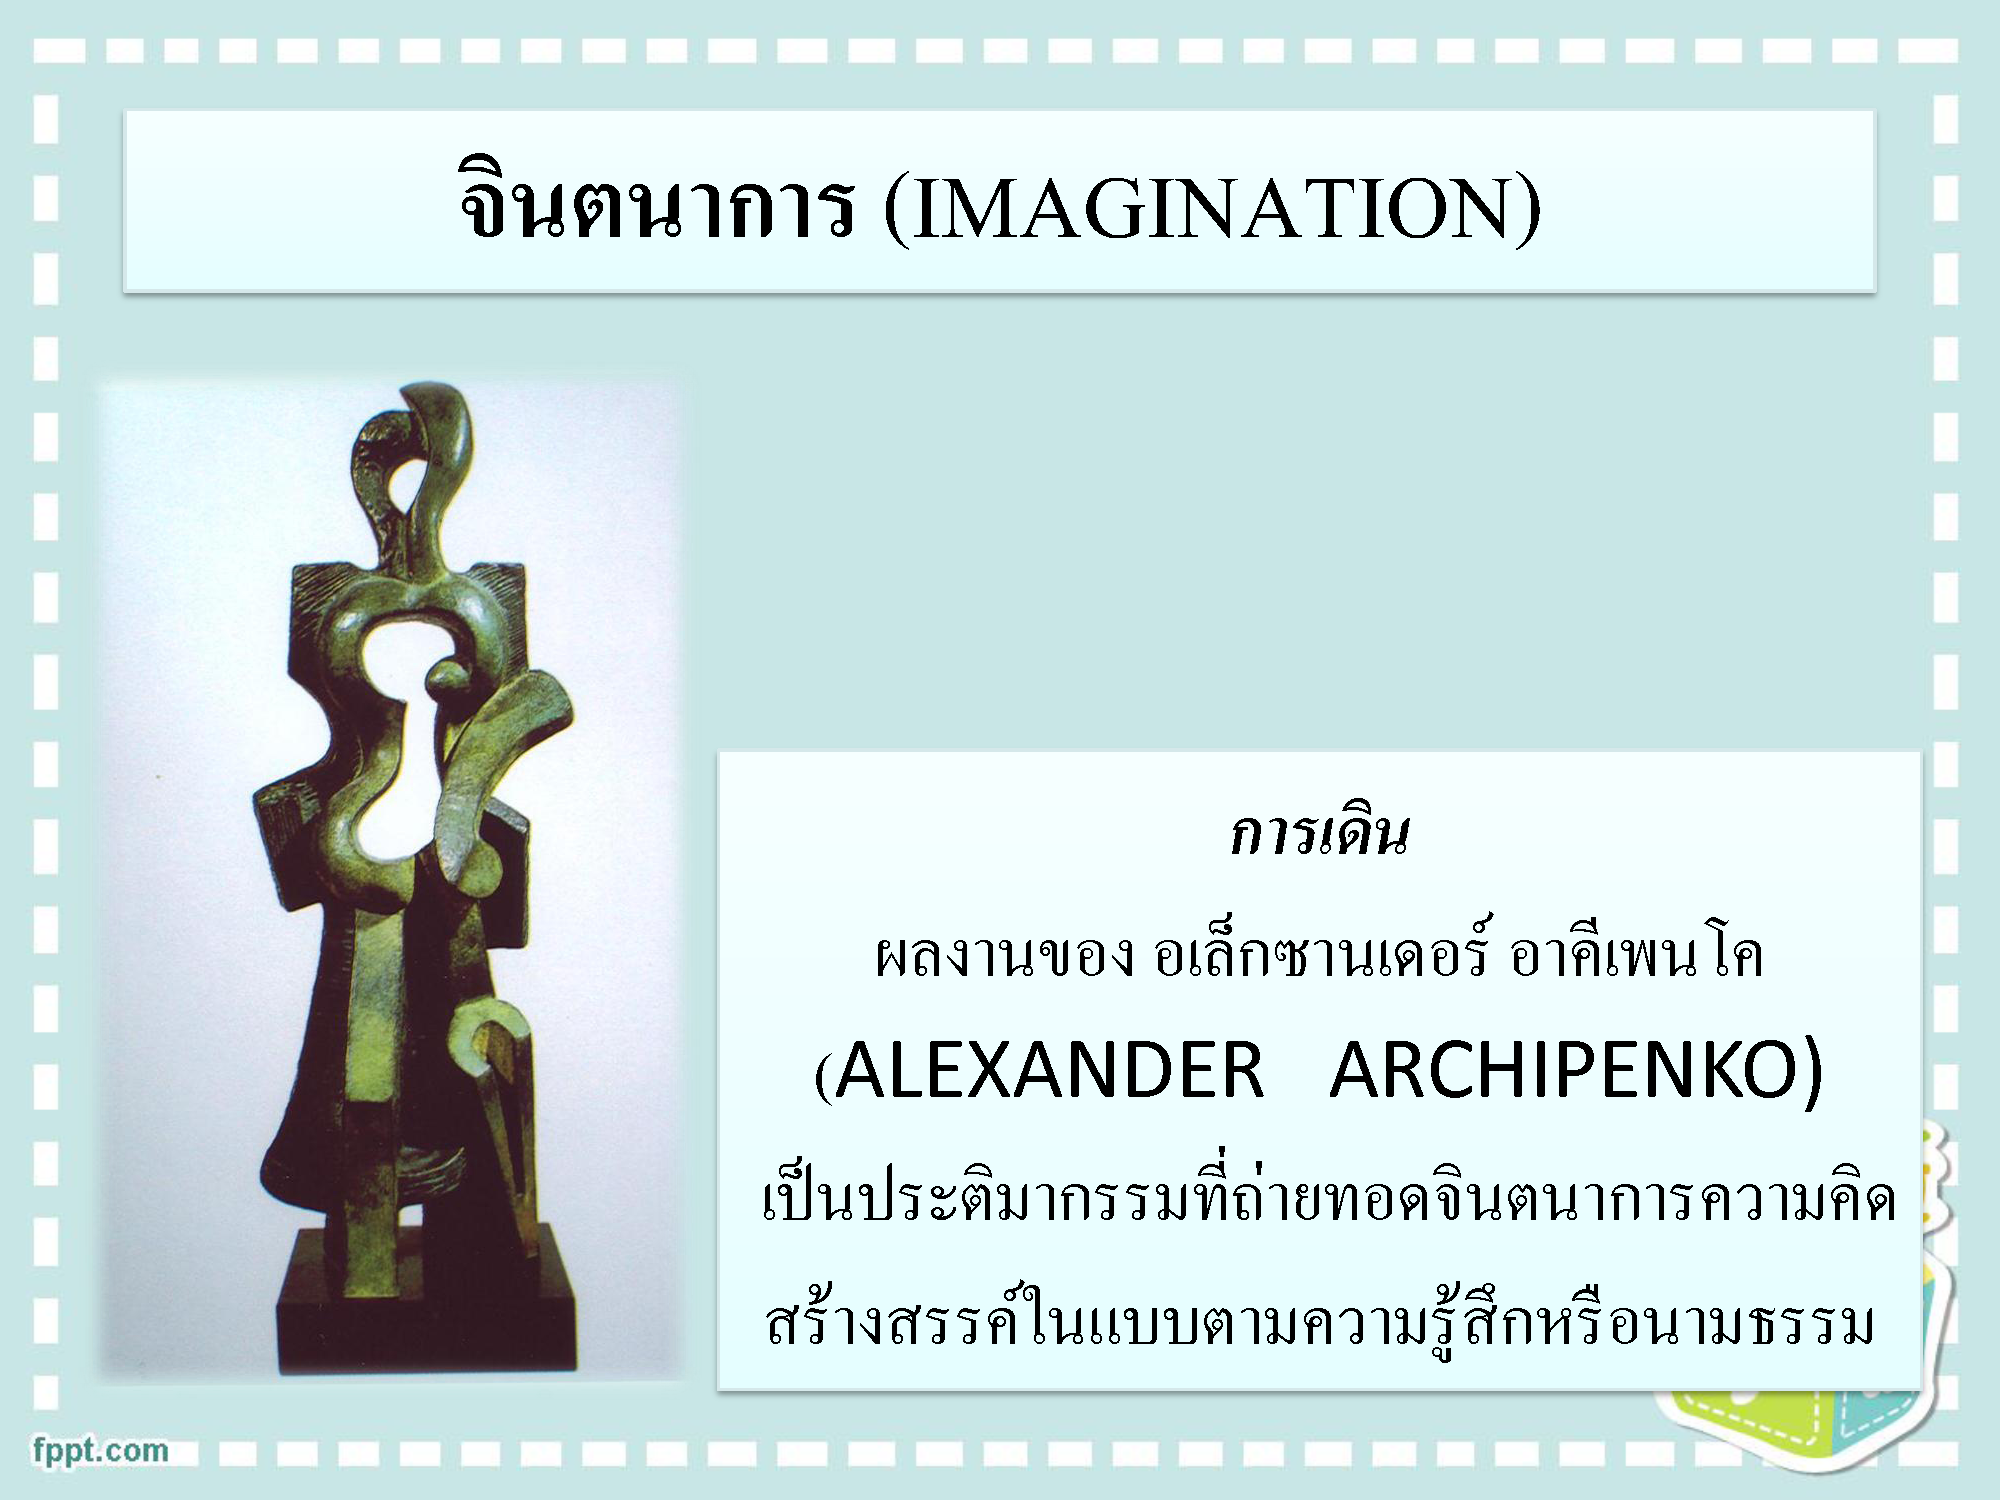 จินตนาการ (IMAGINATION)
การเดิน
ผลงานของ อเล็กซานเดอร์ อาคีเพนโค
(ALEXANDER ARCHIPENKO)
เป็นประติมากรรมที่ถ่ายทอดจินตนาการความคิด
สร้างสรรค์ในแบบตามความรู้สึกหรือนามธรรม
fppt.com